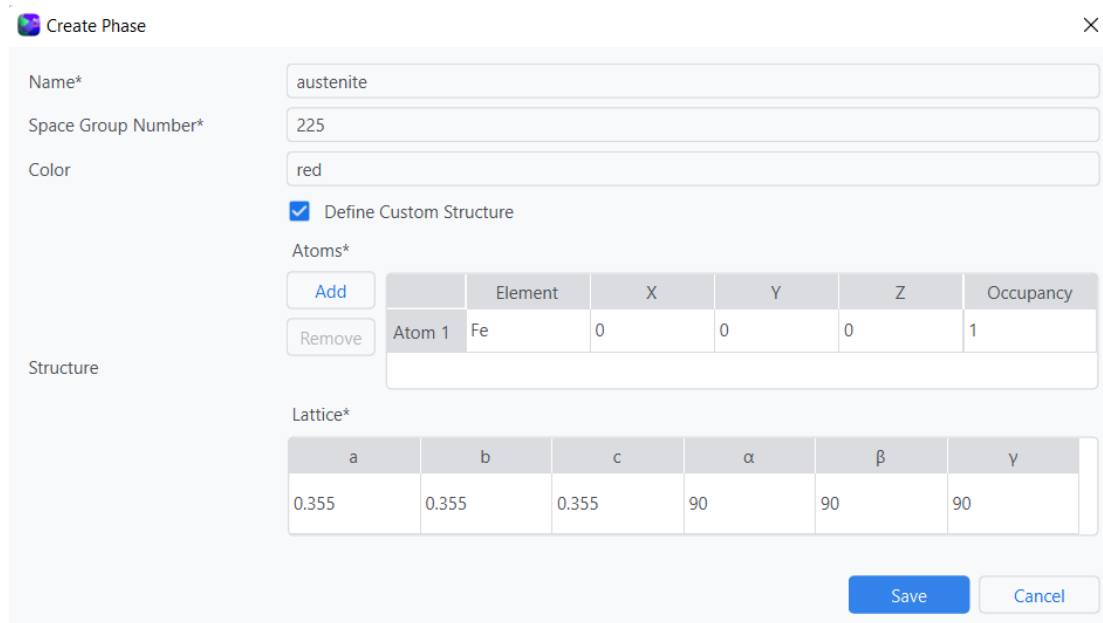 Create Phase
Name* austenite
Space Group Number* 225
Color red
Define Custom Structure
Atoms*
Add
Remove
Element X Y Z Occupancy
Atom 1 Fe 0 0 0 1
Structure
Lattice*
a b c α β γ
0.355 0.355 0.355 90 90 90
Save Cancel